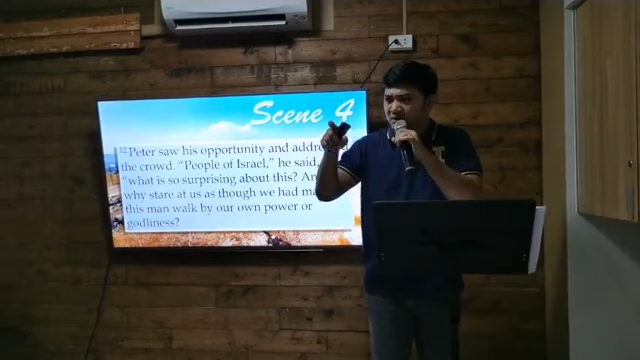 Scene 4
12Peter saw his opportunity and
the crowd. "People of Israel," he said,
"what is so surprising about this?
why stare at us as though we had
this man walk by our own power or
godliness?